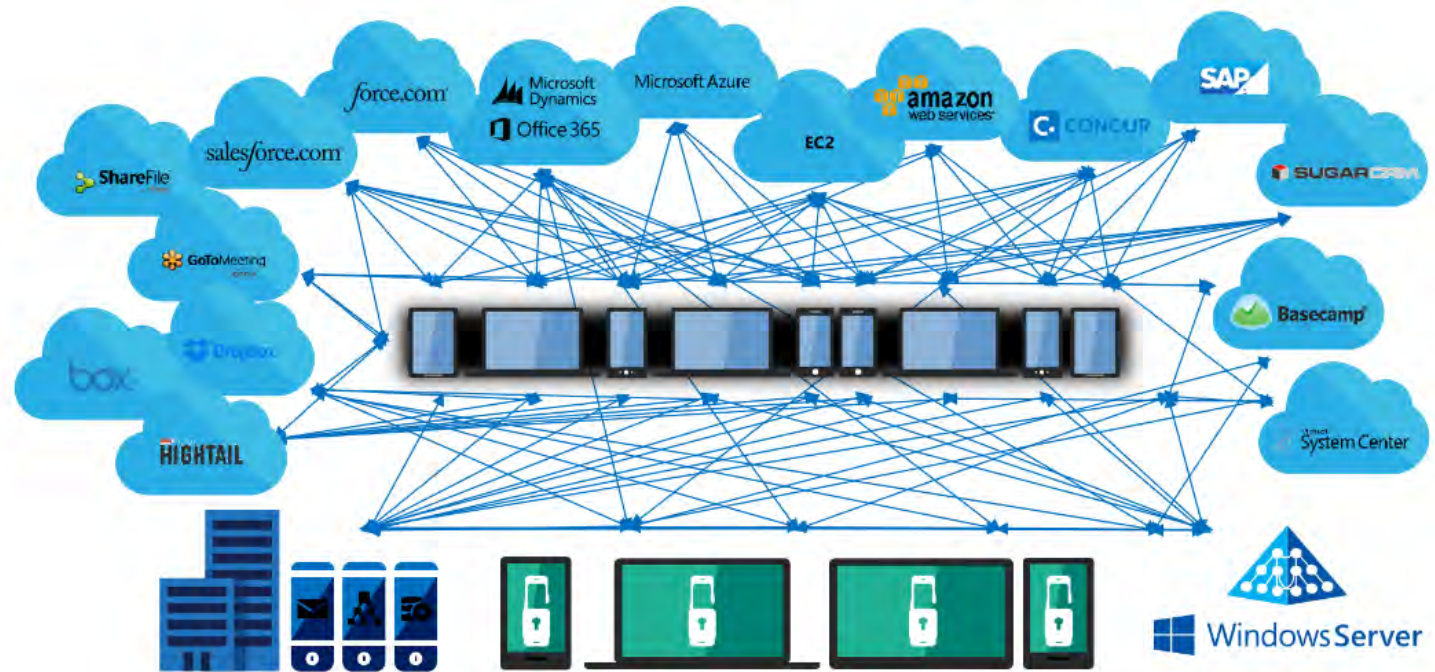 force.com
Microsoft
Dynamics
Office 365
Microsoft Azure
EC2
amazon
web services
C. CONCUR
SAP
SUGARCRM
salesforce.com
ShareFile
GoToMeeting
Dropbox
box
HIGHTAIL
Basecamp
System Center
Windows Server